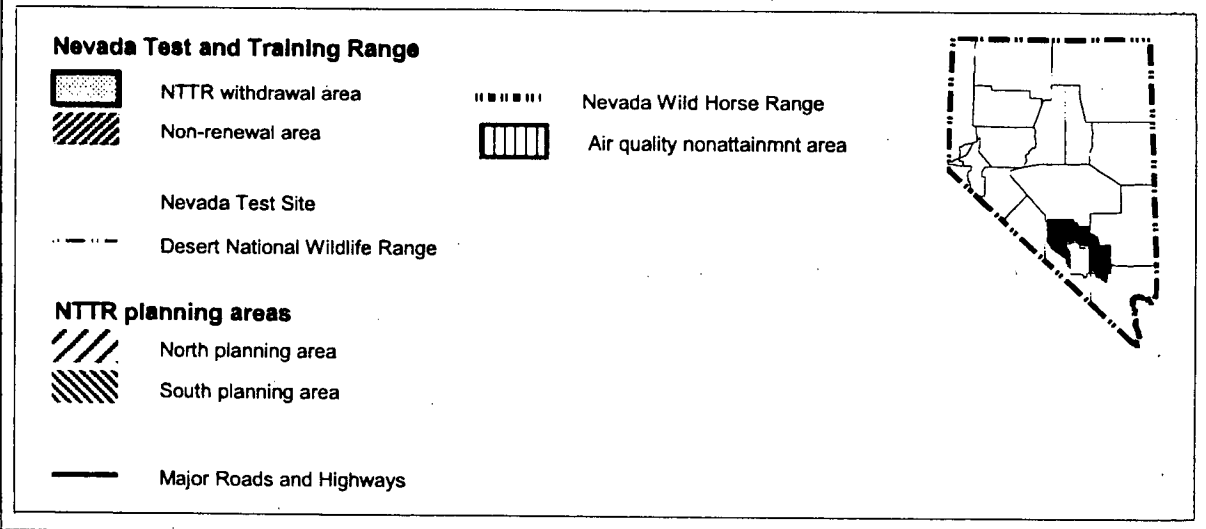 Nevada Test and Training Range
NTTR withdrawal area
Non-renewal area
Nevada Test Site
Desert National Wildlife Range
Nevada Wild Horse Range
Air quality nonattainmnt area
NTTR planning areas
North planning area
South planning area
Major Roads and Highways